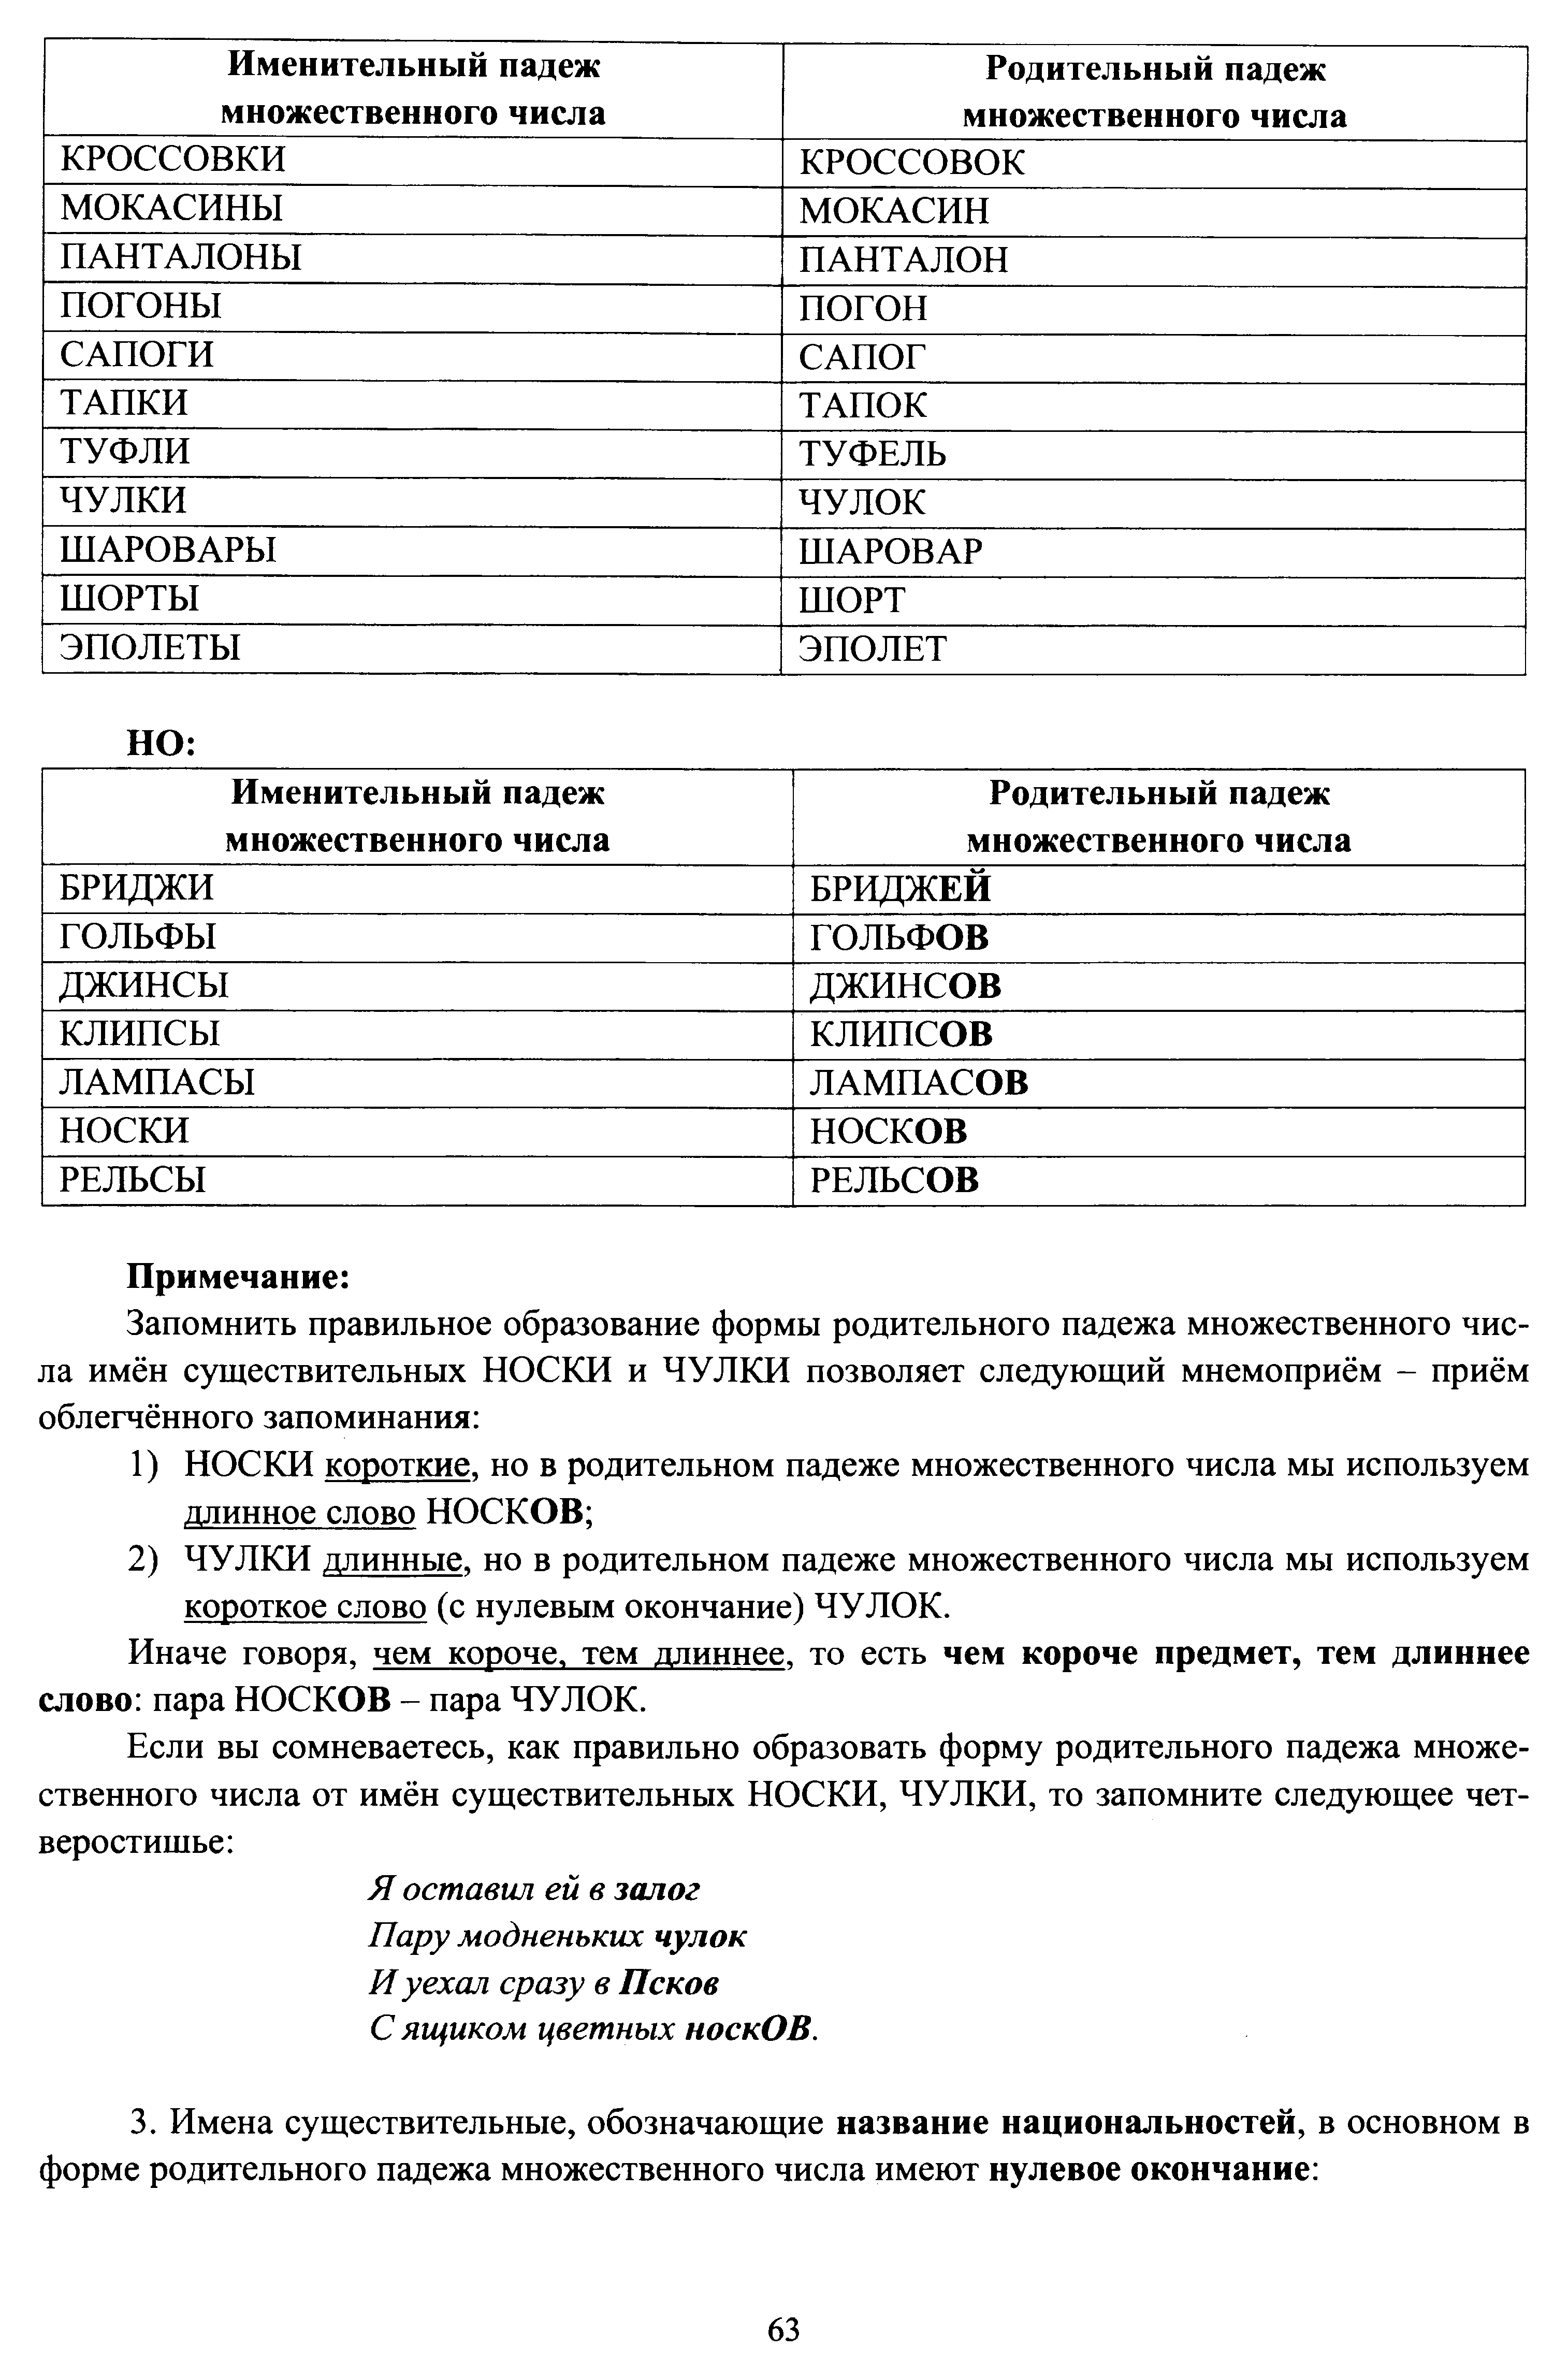 Именительный падеж
множественного числа
Родительный падеж
множественного числа
КРОССОВКИ КРОССОВОК
МОКАСИНЫ МОКАСИН
ПАНТАЛОНЫ ПАНТАЛОН
ПОГОНЫ ПОГОН
САПОГИ САПОГ
ТАПКИ ТАПОК
ТУФЛИ ТУФЕЛЬ
ЧУЛКИ ЧУЛОК
ШАРОВАРЫ ШАРОВАР
ШОРТЫ ШОРТ
ЭПОЛЕТЫ ЭПОЛЕТ
НО:
Именительный падеж
множественного числа
Родительный падеж
множественного числа
БРИДЖИ БРИДЖЕЙ
ГОЛЬФЫ ГОЛЬФОВ
ДЖИНСЫ ДЖИНСОВ
КЛИПСЫ КЛИПСОВ
ЛАМПАСЫ ЛАМПАСОВ
НОСКИ НОСКОВ
РЕЛЬСЫ РЕЛЬСОВ
Примечание:
Запомнить правильное образование формы родительного падежа множественного чис-
ла имён существительных НОСКИ и ЧУЛКИ позволяет следующий мнемоприём – приём
облегчённого запоминания:
1) НОСКИ короткие, но в родительном падеже множественного числа мы используем
длинное слово НОСКОВ;
2) ЧУЛКИ длинные, но в родительном падеже множественного числа мы используем
короткое слово (с нулевым окончание) ЧУЛОК.
Иначе говоря, чем короче, тем длиннее, то есть чем короче предмет, тем длиннее
слово: пара НОСКОВ – пара ЧУЛОК.
Если вы сомневаетесь, как правильно образовать форму родительного падежа множе-
ственного числа от имён существительных НОСКИ, ЧУЛКИ, то запомните следующее чет-
веростишье:
Я оставил ей в залог
Пару модненьких чулок
И уехал сразу в Псков
С ящиком цветных носкОВ.
3. Имена существительные, обозначающие название национальностей, в основном в
форме родительного падежа множественного числа имеют нулевое окончание:
63